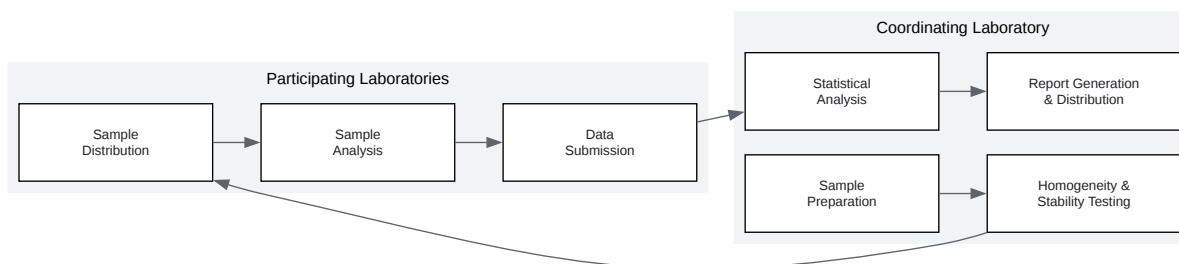 Coordinating Laboratory
Participating Laboratories
Sample
Distribution
Sample
Analysis
Data
Submission
Statistical
Analysis
Report Generation
& Distribution
Sample
Preparation
Homogeneity &
Stability Testing